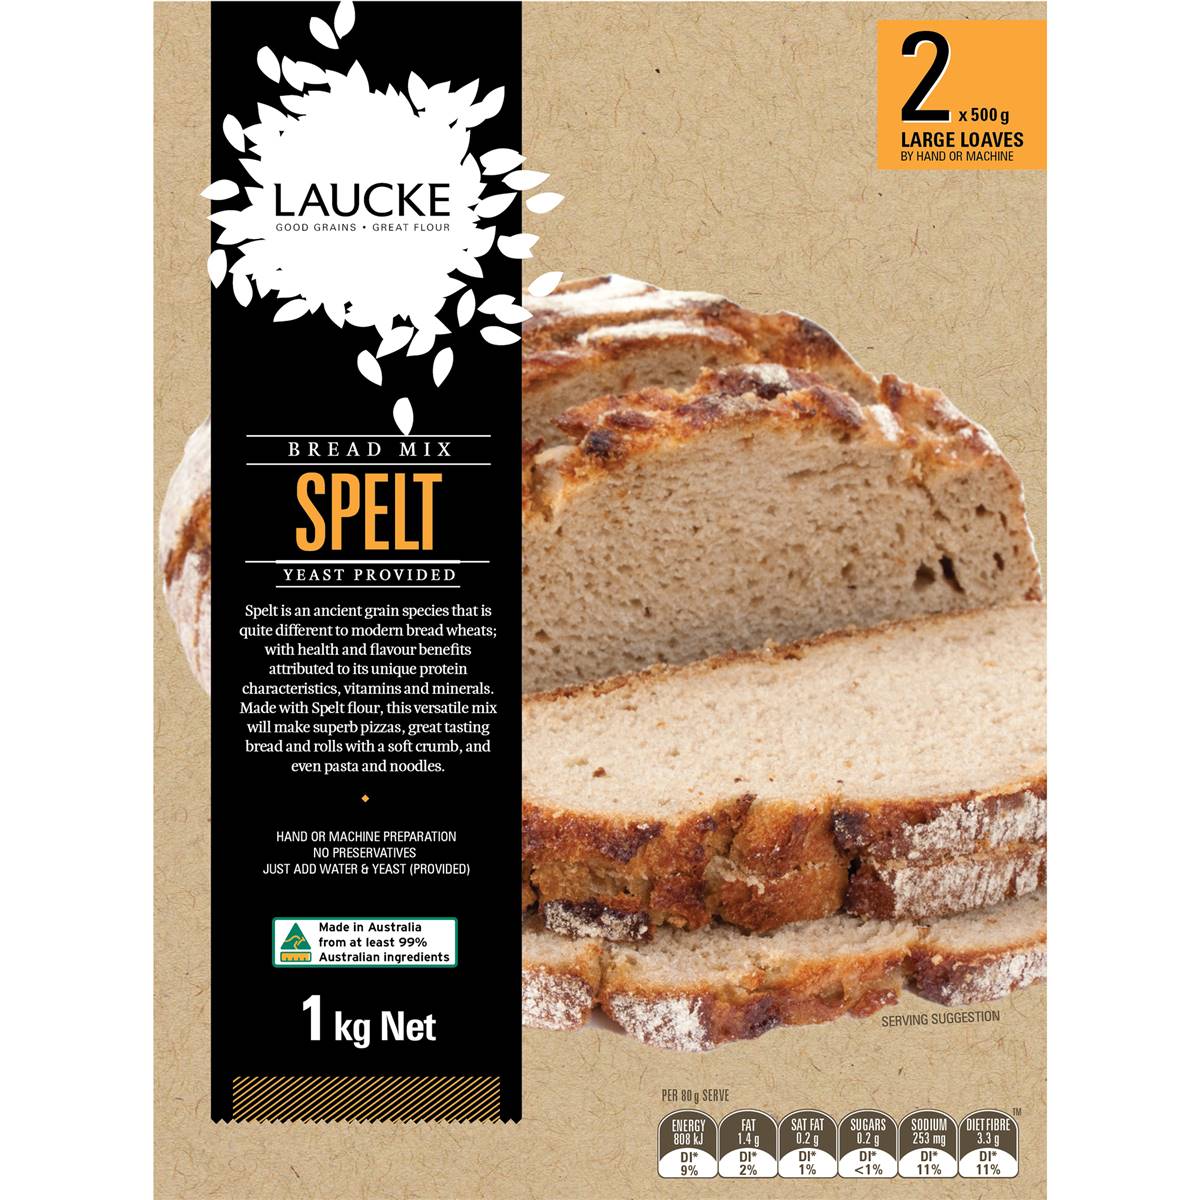 2
x 500 g
LARGE LOAVES
BY HAND OR MACHINE
LAUCKE
GOOD GRAINS • GREAT FLOUR
BREAD MIX
SPELT
YEAST PROVIDED
Spelt is an ancient grain species that is
quite different to modern bread wheats;
with health and flavour benefits
attributed to its unique protein
characteristics, vitamins and minerals.
Made with Spelt flour, this versatile mix
will make superb pizzas, great tasting
bread and rolls with a soft crumb, and
even pasta and noodles.
HAND OR MACHINE PREPARATION
NO PRESERVATIVES
JUST ADD WATER & YEAST (PROVIDED)
Made in Australia
from at least 99%
Australian ingredients
1 kg Net
SERVING SUGGESTION
PER 80 g SERVE
ENERGY
808 kJ
DI*
9%
FAT
1.4 g
DI*
2%
SAT FAT
0.2 g
DI*
1%
SUGARS
0.2 g
DI*
<1%
SODIUM
253 mg
DI*
11%
DIET FIBRE
3.3 g
DI*
11%
TM